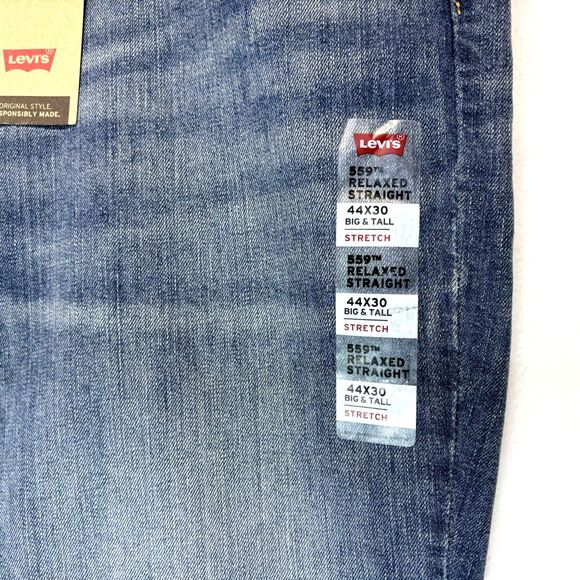 LEVI'S®
ORIGINAL STYLE.
SPONSIBLY MADE.
LEVI'S®
559™
RELAXED
STRAIGHT
44X30
BIG & TALL
STRETCH
559™
RELAXED
STRAIGHT
44X30
BIG & TALL
STRETCH
559™
RELAXED
STRAIGHT
44X30
BIG & TALL
STRETCH